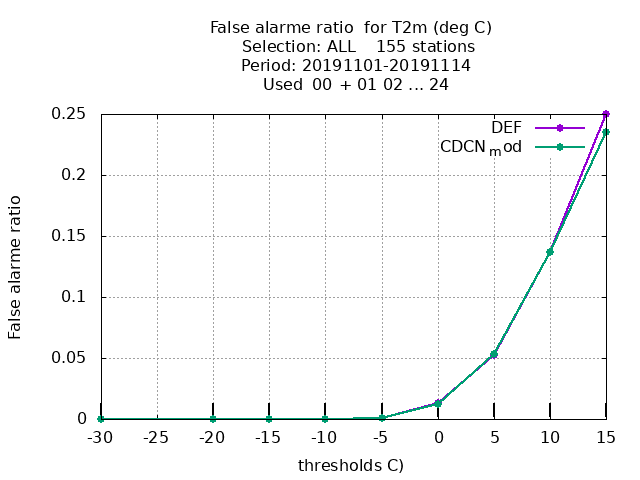 False alarme ratio  for T2m (deg C)
Selection: ALL    155 stations
Period: 20191101-20191114
Used  00 + 01 02 ... 24
0.25
0.2
0.15
0.1
0.05
0
False alarme ratio
DEF
CDCNmod
-30 -25 -20 -15 -10 -5 0 5 10 15
thresholds C)